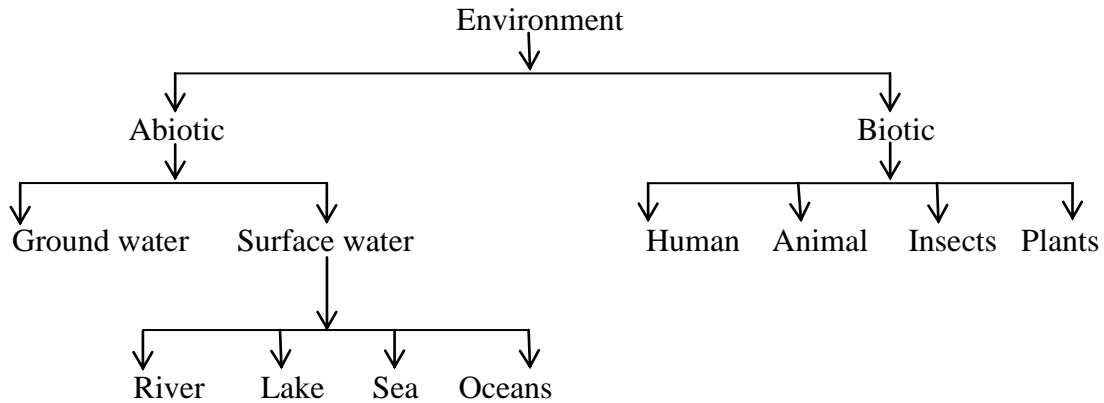 Environment
Abiotic Biotic
Ground water Surface water Human Animal Insects Plants
River Lake Sea Oceans